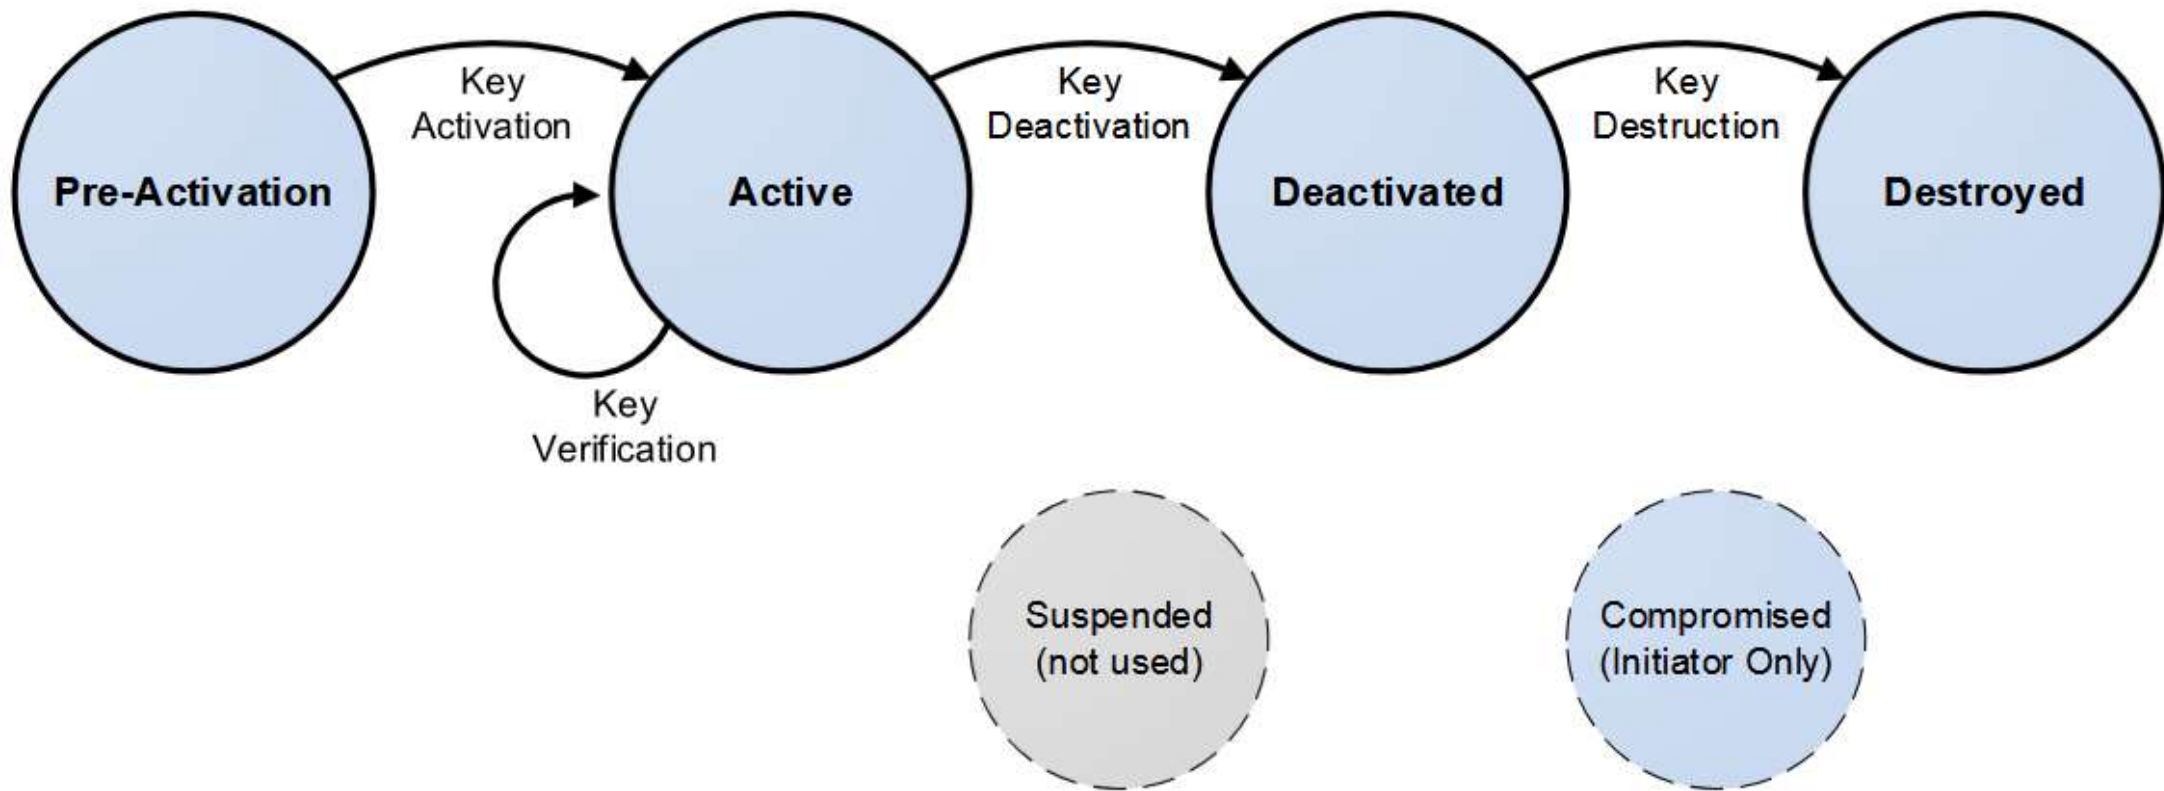 Key
Activation
Key
Deactivation
Key
Destruction
Pre-Activation
Active
Deactivated
Destroyed
Key
Verification
Suspended
(not used)
Compromised
(Initiator Only)